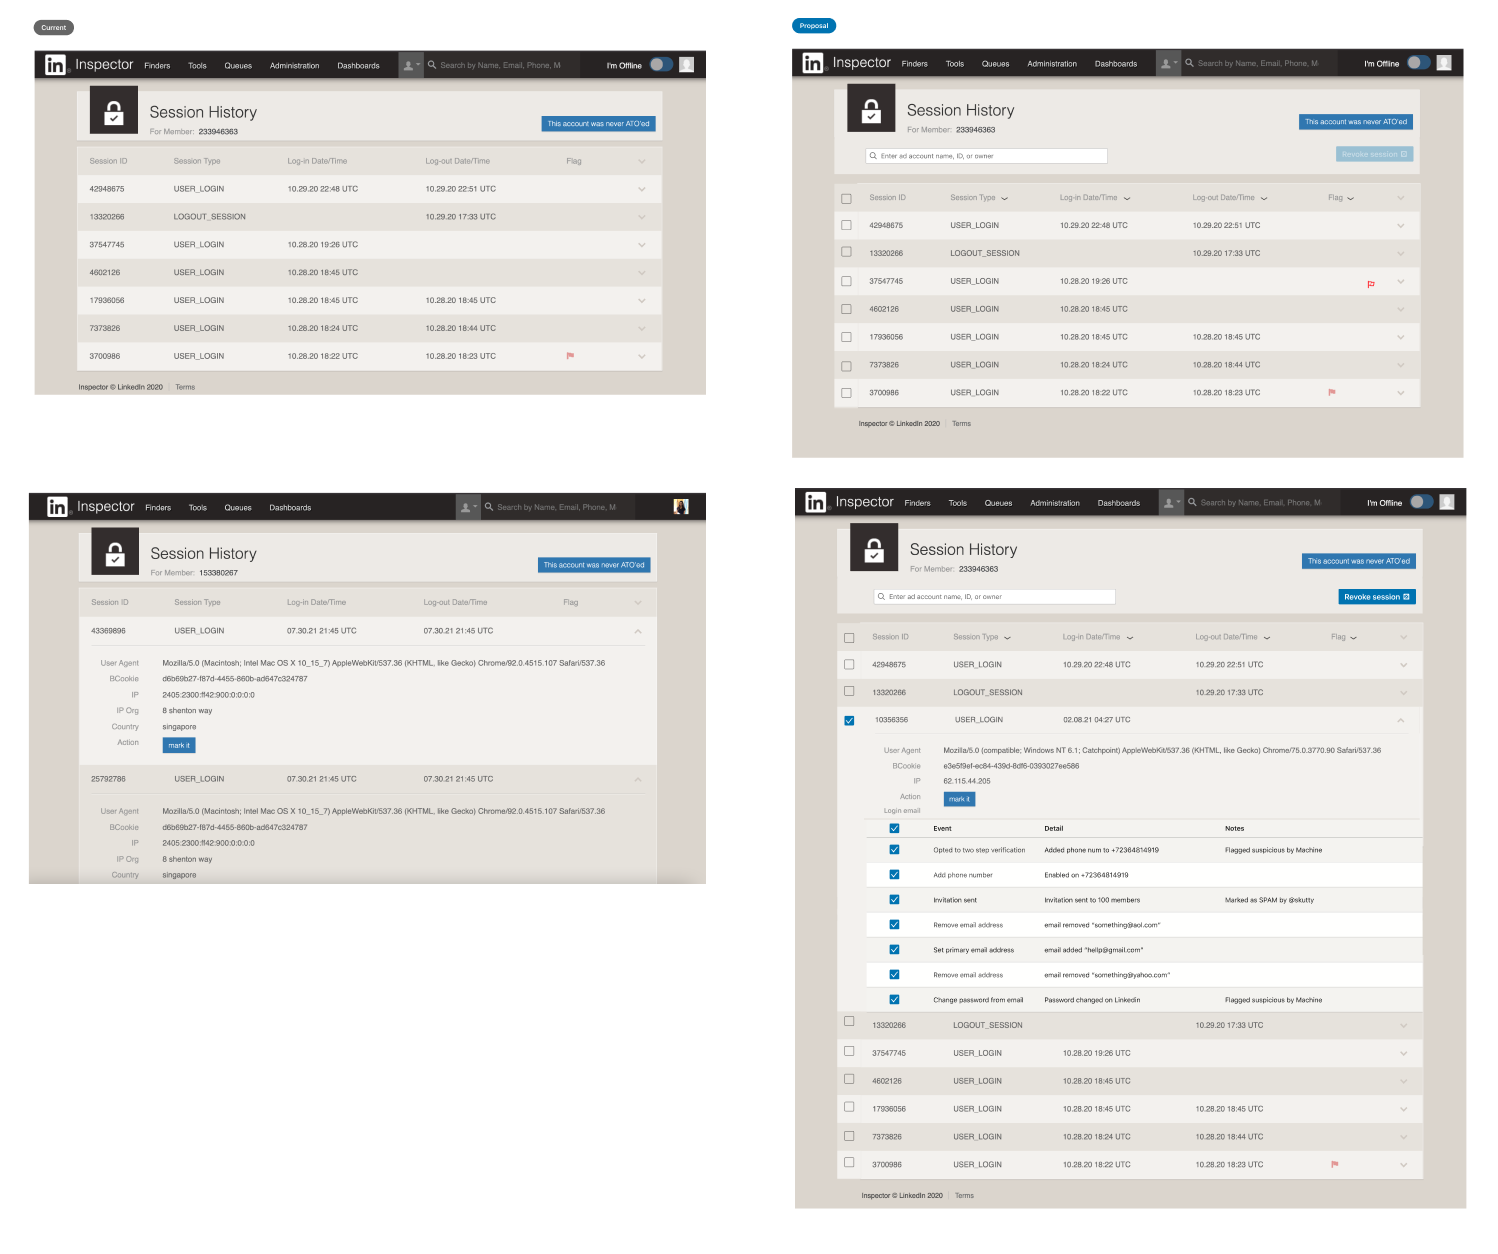 Current
in Inspector Finders Tools Queues Administration Dashboards Search by Name, Email, Phone, M I'm Offline
Session History
For Member: 233946363
This account was never ATO'ed
Session ID Session Type Log-in Date/Time Log-out Date/Time Flag
42948675 USER_LOGIN 10.29.20 22:48 UTC 10.29.20 22:51 UTC
13320266 LOGOUT_SESSION 10.29.20 17:33 UTC
37547745 USER_LOGIN 10.28.20 19:26 UTC
4602126 USER_LOGIN 10.28.20 18:45 UTC
17936056 USER_LOGIN 10.28.20 18:45 UTC 10.28.20 18:45 UTC
7373826 USER_LOGIN 10.28.20 18:24 UTC 10.28.20 18:44 UTC
3700986 USER_LOGIN 10.28.20 18:22 UTC 10.28.20 18:23 UTC
Inspector © LinkedIn 2020 Terms
Proposal
in Inspector Finders Tools Queues Administration Dashboards Search by Name, Email, Phone, M I'm Offline
Session History
For Member: 233946363
This account was never ATO'ed
Enter ad account name, ID, or owner
Revoke session
Session ID Session Type Log-in Date/Time Log-out Date/Time Flag
42948675 USER_LOGIN 10.29.20 22:48 UTC 10.29.20 22:51 UTC
13320266 LOGOUT_SESSION 10.29.20 17:33 UTC
37547745 USER_LOGIN 10.28.20 19:26 UTC
4602126 USER_LOGIN 10.28.20 18:45 UTC
17936056 USER_LOGIN 10.28.20 18:45 UTC 10.28.20 18:45 UTC
7373826 USER_LOGIN 10.28.20 18:24 UTC 10.28.20 18:44 UTC
3700986 USER_LOGIN 10.28.20 18:22 UTC 10.28.20 18:23 UTC
Inspector © LinkedIn 2020 Terms
in Inspector Finders Tools Queues Dashboards Search by Name, Email, Phone, M
Session History
For Member: 153380267
This account was never ATO'ed
Session ID Session Type Log-in Date/Time Log-out Date/Time Flag
43369896 USER_LOGIN 07.30.21 21:45 UTC 07.30.21 21:45 UTC
User Agent Mozilla/5.0 (Macintosh; Intel Mac OS X 10_15_7) AppleWebKit/537.36 (KHTML, like Gecko) Chrome/92.0.4515.107 Safari/537.36
BCookie d6b69b27-f87d-4455-860b-ad647c324787
IP 2405:2300:ff42:900:0:0:0:0
IP Org 8 shenton way
Country singapore
Action mark it
25792786 USER_LOGIN 07.30.21 21:45 UTC 07.30.21 21:45 UTC
User Agent Mozilla/5.0 (Macintosh; Intel Mac OS X 10_15_7) AppleWebKit/537.36 (KHTML, like Gecko) Chrome/92.0.4515.107 Safari/537.36
BCookie d6b69b27-f87d-4455-860b-ad647c324787
IP 2405:2300:ff42:900:0:0:0:0
IP Org 8 shenton way
Country singapore
in Inspector Finders Tools Queues Administration Dashboards Search by Name, Email, Phone, M I'm Offline
Session History
For Member: 233946363
This account was never ATO'ed
Enter ad account name, ID, or owner
Revoke session
Session ID Session Type Log-in Date/Time Log-out Date/Time Flag
42948675 USER_LOGIN 10.29.20 22:48 UTC 10.29.20 22:51 UTC
13320266 LOGOUT_SESSION 10.29.20 17:33 UTC
10356356 USER_LOGIN 02.08.21 04:27 UTC
User Agent Mozilla/5.0 (compatible; Windows NT 6.1; Catchpoint) AppleWebKit/537.36 (KHTML, like Gecko) Chrome/75.0.3770.90 Safari/537.36
BCookie e3e5f9ef-ec84-439d-8df6-0393027ee586
IP 62.115.44.205
Action mark it
Login email
Event Detail Notes
Opted to two step verification Added phone num to +72364814919 Flagged suspicious by Machine
Add phone number Enabled on +72364814919
Invitation sent Invitation sent to 100 members Marked as SPAM by @skutty
Remove email address email removed "something@aol.com"
Set primary email address email added "hellp@gmail.com"
Remove email address email removed "something@yahoo.com"
Change password from email Password changed on Linkedin Flagged suspicious by Machine
13320266 LOGOUT_SESSION 10.29.20 17:33 UTC
37547745 USER_LOGIN 10.28.20 19:26 UTC
4602126 USER_LOGIN 10.28.20 18:45 UTC
17936056 USER_LOGIN 10.28.20 18:45 UTC 10.28.20 18:45 UTC
7373826 USER_LOGIN 10.28.20 18:24 UTC 10.28.20 18:44 UTC
3700986 USER_LOGIN 10.28.20 18:22 UTC 10.28.20 18:23 UTC
Inspector © LinkedIn 2020 Terms